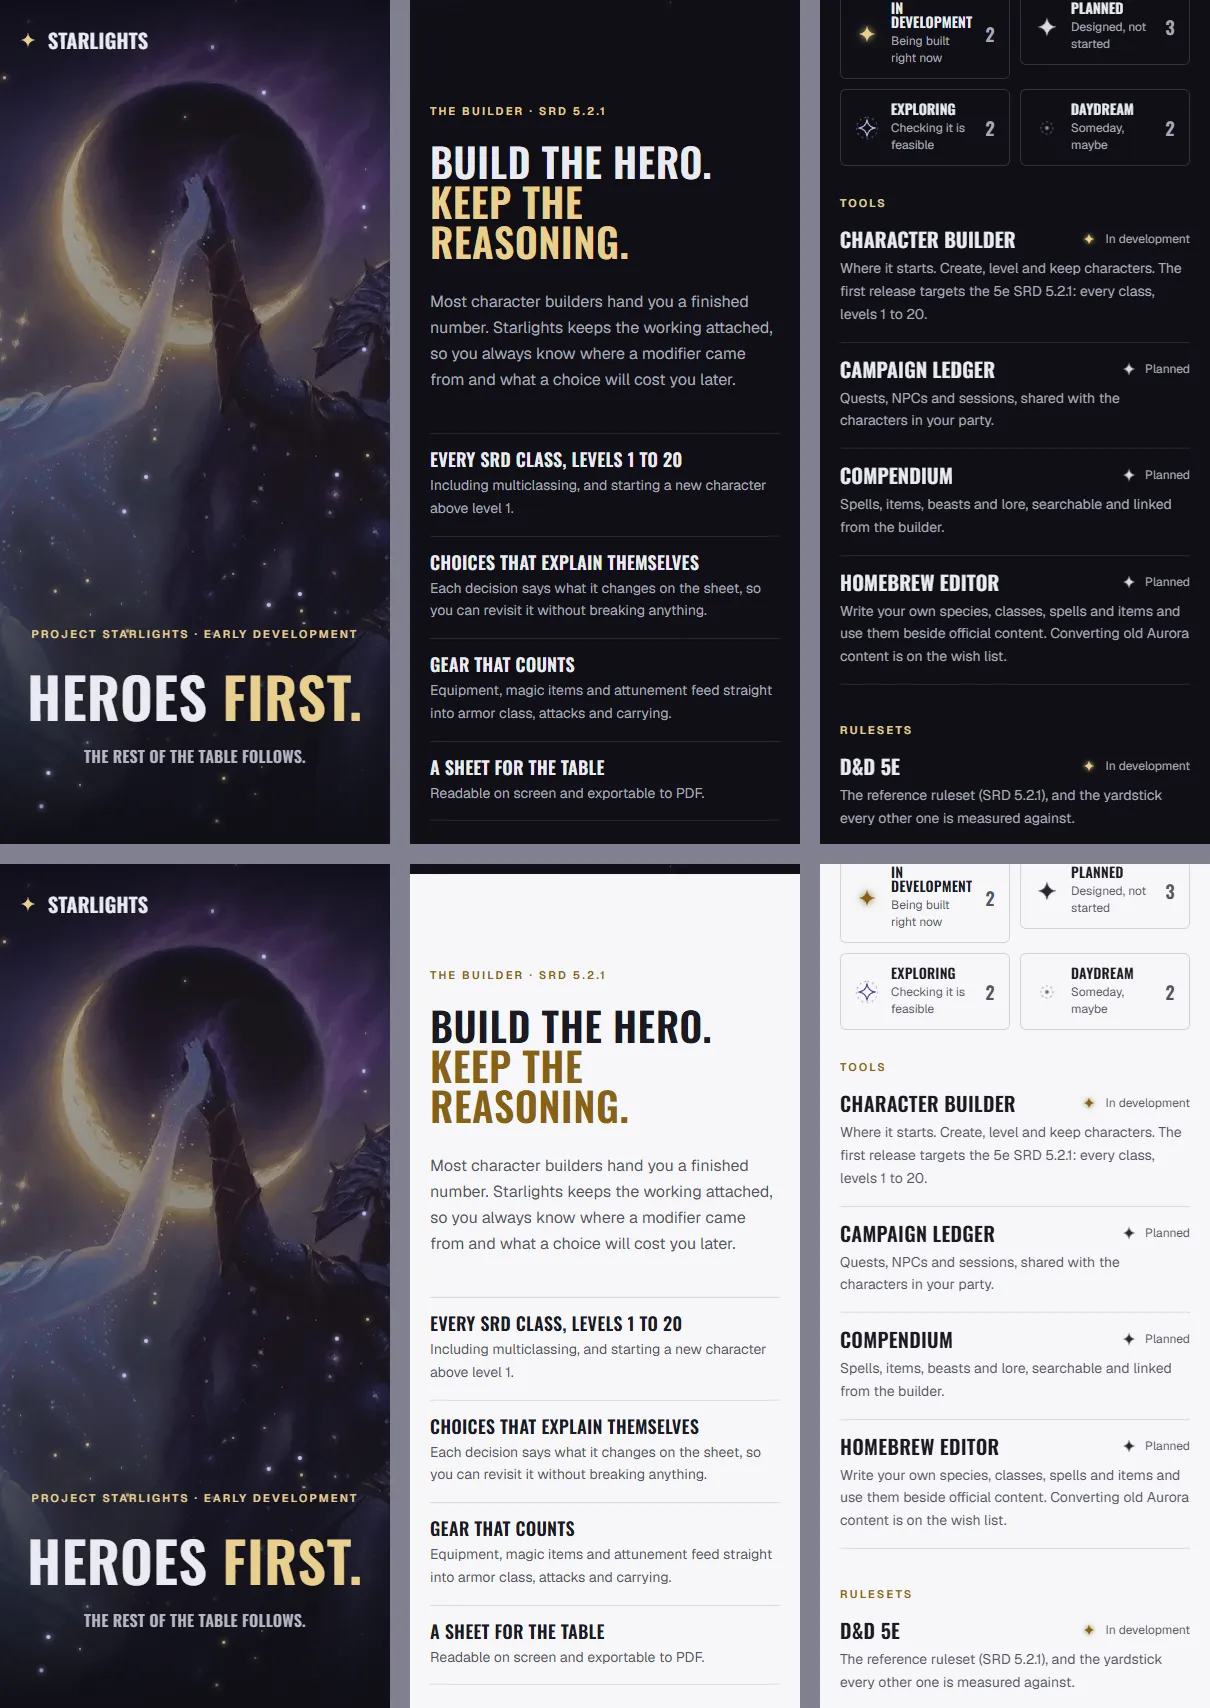 STARLIGHTS
PROJECT STARLIGHTS · EARLY DEVELOPMENT
HEROES FIRST.
THE REST OF THE TABLE FOLLOWS.
THE BUILDER · SRD 5.2.1
BUILD THE HERO.
KEEP THE
REASONING.
Most character builders hand you a finished
number. Starlights keeps the working attached,
so you always know where a modifier came
from and what a choice will cost you later.
EVERY SRD CLASS, LEVELS 1 TO 20
Including multiclassing, and starting a new character
above level 1.
CHOICES THAT EXPLAIN THEMSELVES
Each decision says what it changes on the sheet, so
you can revisit it without breaking anything.
GEAR THAT COUNTS
Equipment, magic items and attunement feed straight
into armor class, attacks and carrying.
A SHEET FOR THE TABLE
Readable on screen and exportable to PDF.
IN
DEVELOPMENT
Being built
right now
2
PLANNED
Designed, not
started
3
EXPLORING
Checking it is
feasible
2
DAYDREAM
Someday,
maybe
2
TOOLS
CHARACTER BUILDER
In development
Where it starts. Create, level and keep characters. The
first release targets the 5e SRD 5.2.1: every class,
levels 1 to 20.
CAMPAIGN LEDGER
Planned
Quests, NPCs and sessions, shared with the
characters in your party.
COMPENDIUM
Planned
Spells, items, beasts and lore, searchable and linked
from the builder.
HOMEBREW EDITOR
Planned
Write your own species, classes, spells and items and
use them beside official content. Converting old Aurora
content is on the wish list.
RULESETS
D&D 5E
In development
The reference ruleset (SRD 5.2.1), and the yardstick
every other one is measured against.
STARLIGHTS
PROJECT STARLIGHTS · EARLY DEVELOPMENT
HEROES FIRST.
THE REST OF THE TABLE FOLLOWS.
THE BUILDER · SRD 5.2.1
BUILD THE HERO.
KEEP THE
REASONING.
Most character builders hand you a finished
number. Starlights keeps the working attached,
so you always know where a modifier came
from and what a choice will cost you later.
EVERY SRD CLASS, LEVELS 1 TO 20
Including multiclassing, and starting a new character
above level 1.
CHOICES THAT EXPLAIN THEMSELVES
Each decision says what it changes on the sheet, so
you can revisit it without breaking anything.
GEAR THAT COUNTS
Equipment, magic items and attunement feed straight
into armor class, attacks and carrying.
A SHEET FOR THE TABLE
Readable on screen and exportable to PDF.
IN
DEVELOPMENT
Being built
right now
2
PLANNED
Designed, not
started
3
EXPLORING
Checking it is
feasible
2
DAYDREAM
Someday,
maybe
2
TOOLS
CHARACTER BUILDER
In development
Where it starts. Create, level and keep characters. The
first release targets the 5e SRD 5.2.1: every class,
levels 1 to 20.
CAMPAIGN LEDGER
Planned
Quests, NPCs and sessions, shared with the
characters in your party.
COMPENDIUM
Planned
Spells, items, beasts and lore, searchable and linked
from the builder.
HOMEBREW EDITOR
Planned
Write your own species, classes, spells and items and
use them beside official content. Converting old Aurora
content is on the wish list.
RULESETS
D&D 5E
In development
The reference ruleset (SRD 5.2.1), and the yardstick
every other one is measured against.